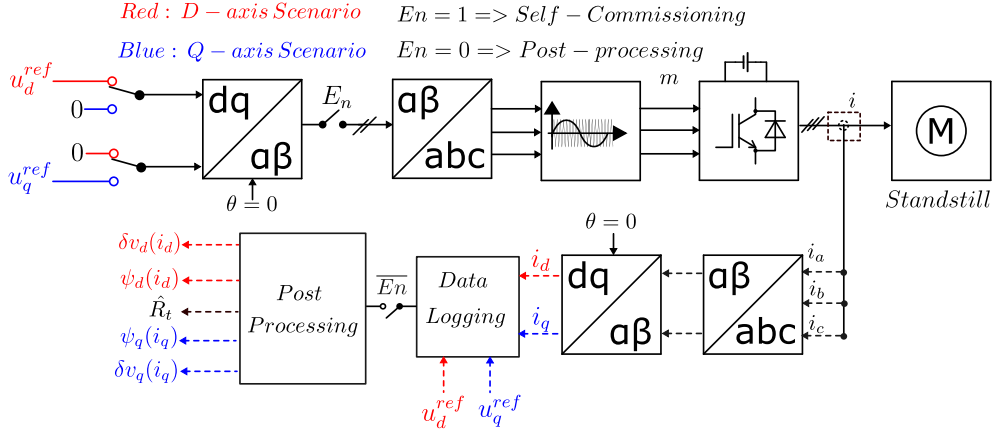 Red : D − axis Scenario
En = 1 => Self − Commissioning
Blue : Q − axis Scenario
En = 0 => Post − processing
u_d^{ref}
0
0
u_q^{ref}
dq
αβ
θ = 0
E_n
αβ
abc
m
i
M
Standstill
δv_d(i_d)
ψ_d(i_d)
R̂_t
ψ_q(i_q)
δv_q(i_q)
Post
Processing
\overline{En}
Data
Logging
u_d^{ref}
u_q^{ref}
i_d
i_q
θ = 0
dq
αβ
αβ
abc
i_a
i_b
i_c